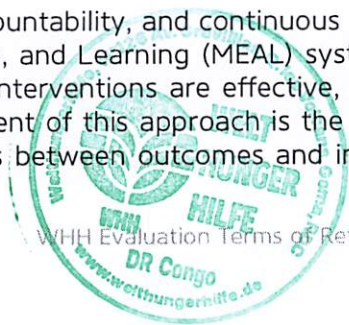 ountability, and continuous
, and Learning (MEAL) syst
nterventions are effective,
ent of this approach is the
s between outcomes and in
WELT
HUNGER
HILFE
WHH
WHH Evaluation Terms of Re
DR Congo
www.welthungerhilfe.de